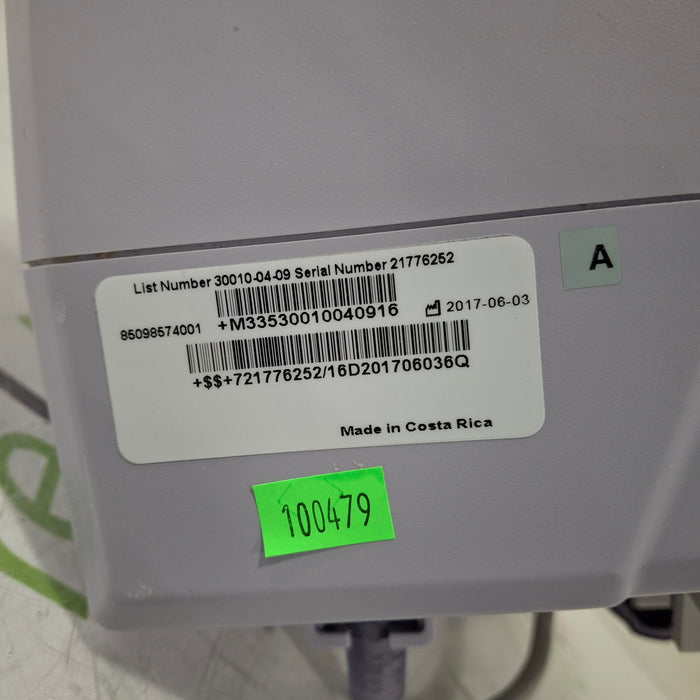 List Number 30010-04-09 Serial Number 21776252
85098574001 +M33530010040916 2017-06-03
+$$+721776252/16D201706036Q
Made in Costa Rica
A
100479